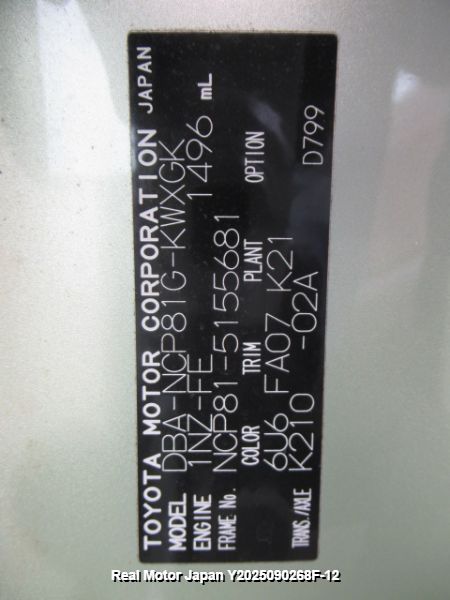 TOYOTA MOTOR CORPORATION JAPAN
MODEL DBA-NCP81G-KWXGK
ENGINE 1NZ-FE 1496 mL
FRAME No. NCP81-5155681
COLOR TRIM PLANT OPTION
6U6 FA07 K21
TRANS./AXLE K210 -02A D799
Real Motor Japan Y2025090268F-12